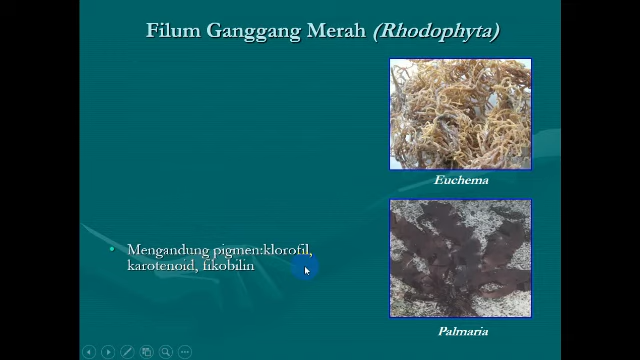 Filum Ganggang Merah (Rhodophyta)
Euchema
Mengandung pigmen:klorofil,
karotenoid, fikobilin
Palmaria